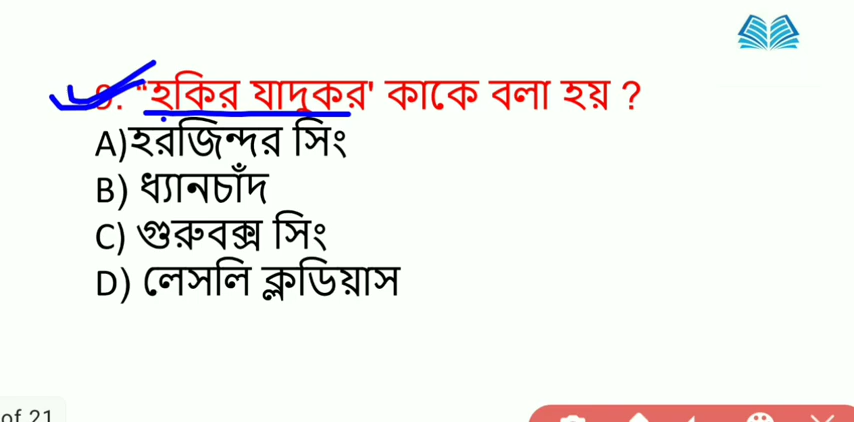 "হকির যাদুকর' কাকে বলা হয় ?
A)হরজিন্দর সিং
B) ধ্যানচাঁদ
C) গুরুবক্স সিং
D) লেসলি ক্লডিয়াস
of 21